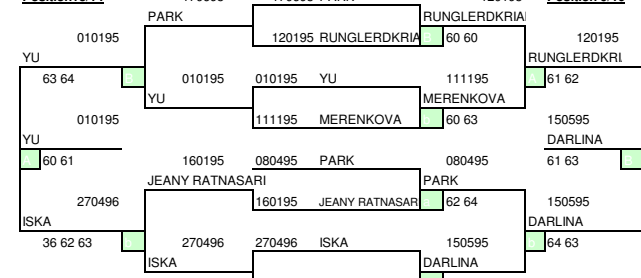 PARK RUNGLERDKRIA
010195 120195 RUNGLERDKRIA B 60 60 120195
YU RUNGLERDKRI
63 64 B 010195 010195 YU 111195 A 61 62
YU MERENKOVA
010195 111195 MERENKOVA b 60 63 150595
YU DARLINA
A 60 61 160195 080495 PARK 080495 61 63 B
JEANY RATNASARI PARK
270496 160195 JEANY RATNASAR a 62 64 150595
ISKA DARLINA
36 62 63 b 270496 270496 ISKA 150595 b 64 63
ISKA DARLINA